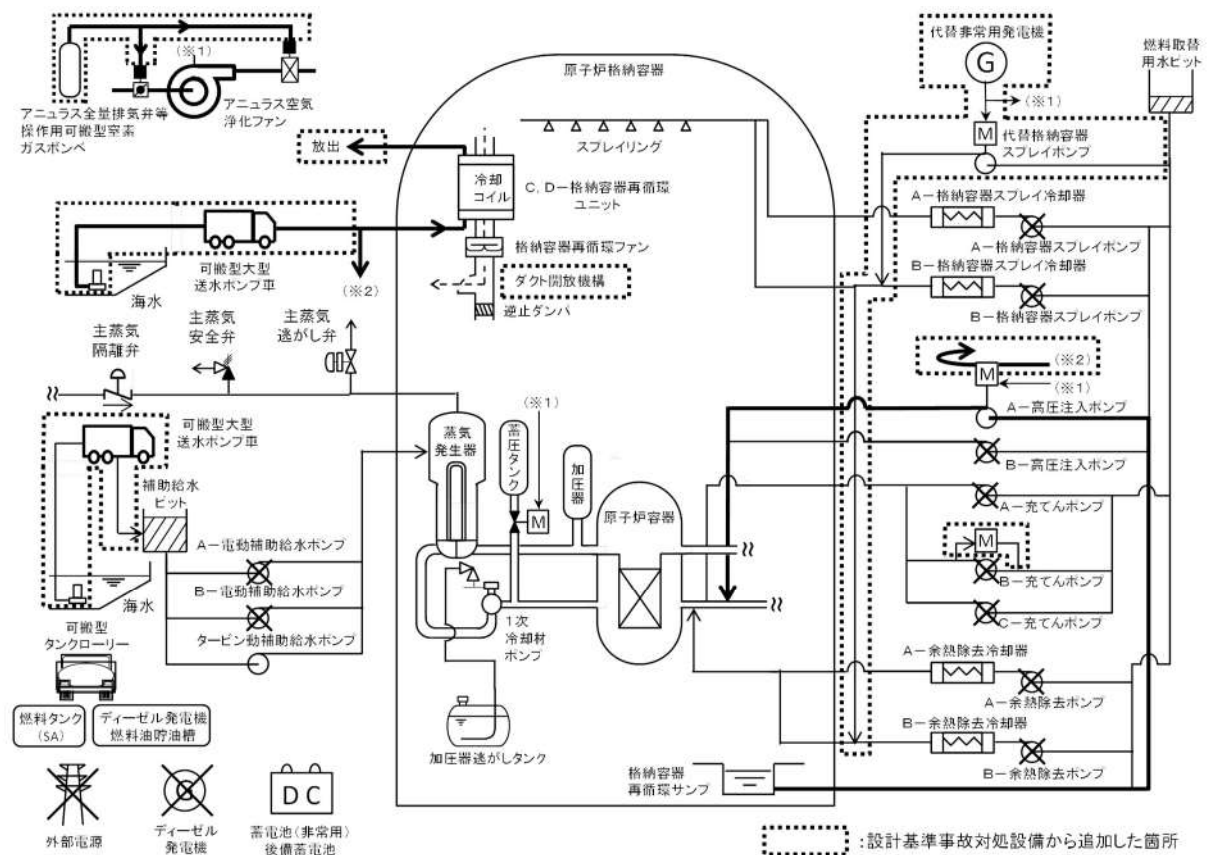 (※1)
アニュラス全量排気弁等
操作用可搬型窒素
ガスボンベ
アニュラス空気
浄化ファン
原子炉格納容器
代替非常用発電機
G
(※1)
M
代替格納容器
スプレイポンプ
燃料取替
用水ピット
スプレイリング
放出
冷却
コイル
C, D-格納容器再循環
ユニット
格納容器再循環ファン
ダクト開放機構
逆止ダンパ
可搬型大型
送水ポンプ車
海水
(※2)
A-格納容器スプレイ冷却器
A-格納容器スプレイポンプ
B-格納容器スプレイ冷却器
B-格納容器スプレイポンプ
主蒸気
隔離弁
主蒸気
安全弁
主蒸気
逃がし弁
(※2)
M
(※1)
A-高圧注入ポンプ
B-高圧注入ポンプ
A-充てんポンプ
M
B-充てんポンプ
C-充てんポンプ
可搬型大型
送水ポンプ車
補助給水
ピット
海水
A-電動補助給水ポンプ
B-電動補助給水ポンプ
タービン動補助給水ポンプ
蒸気
発生器
蓄圧タンク
(※1)
M
加圧器
原子炉容器
1次
冷却材
ポンプ
加圧器逃がしタンク
A-余熱除去冷却器
A-余熱除去ポンプ
B-余熱除去冷却器
B-余熱除去ポンプ
格納容器
再循環サンプ
可搬型
タンクローリー
燃料タンク
(SA)
ディーゼル発電機
燃料油貯油槽
外部電源
ディーゼル
発電機
DC
蓄電池(非常用)
後備蓄電池
:設計基準事故対処設備から追加した箇所